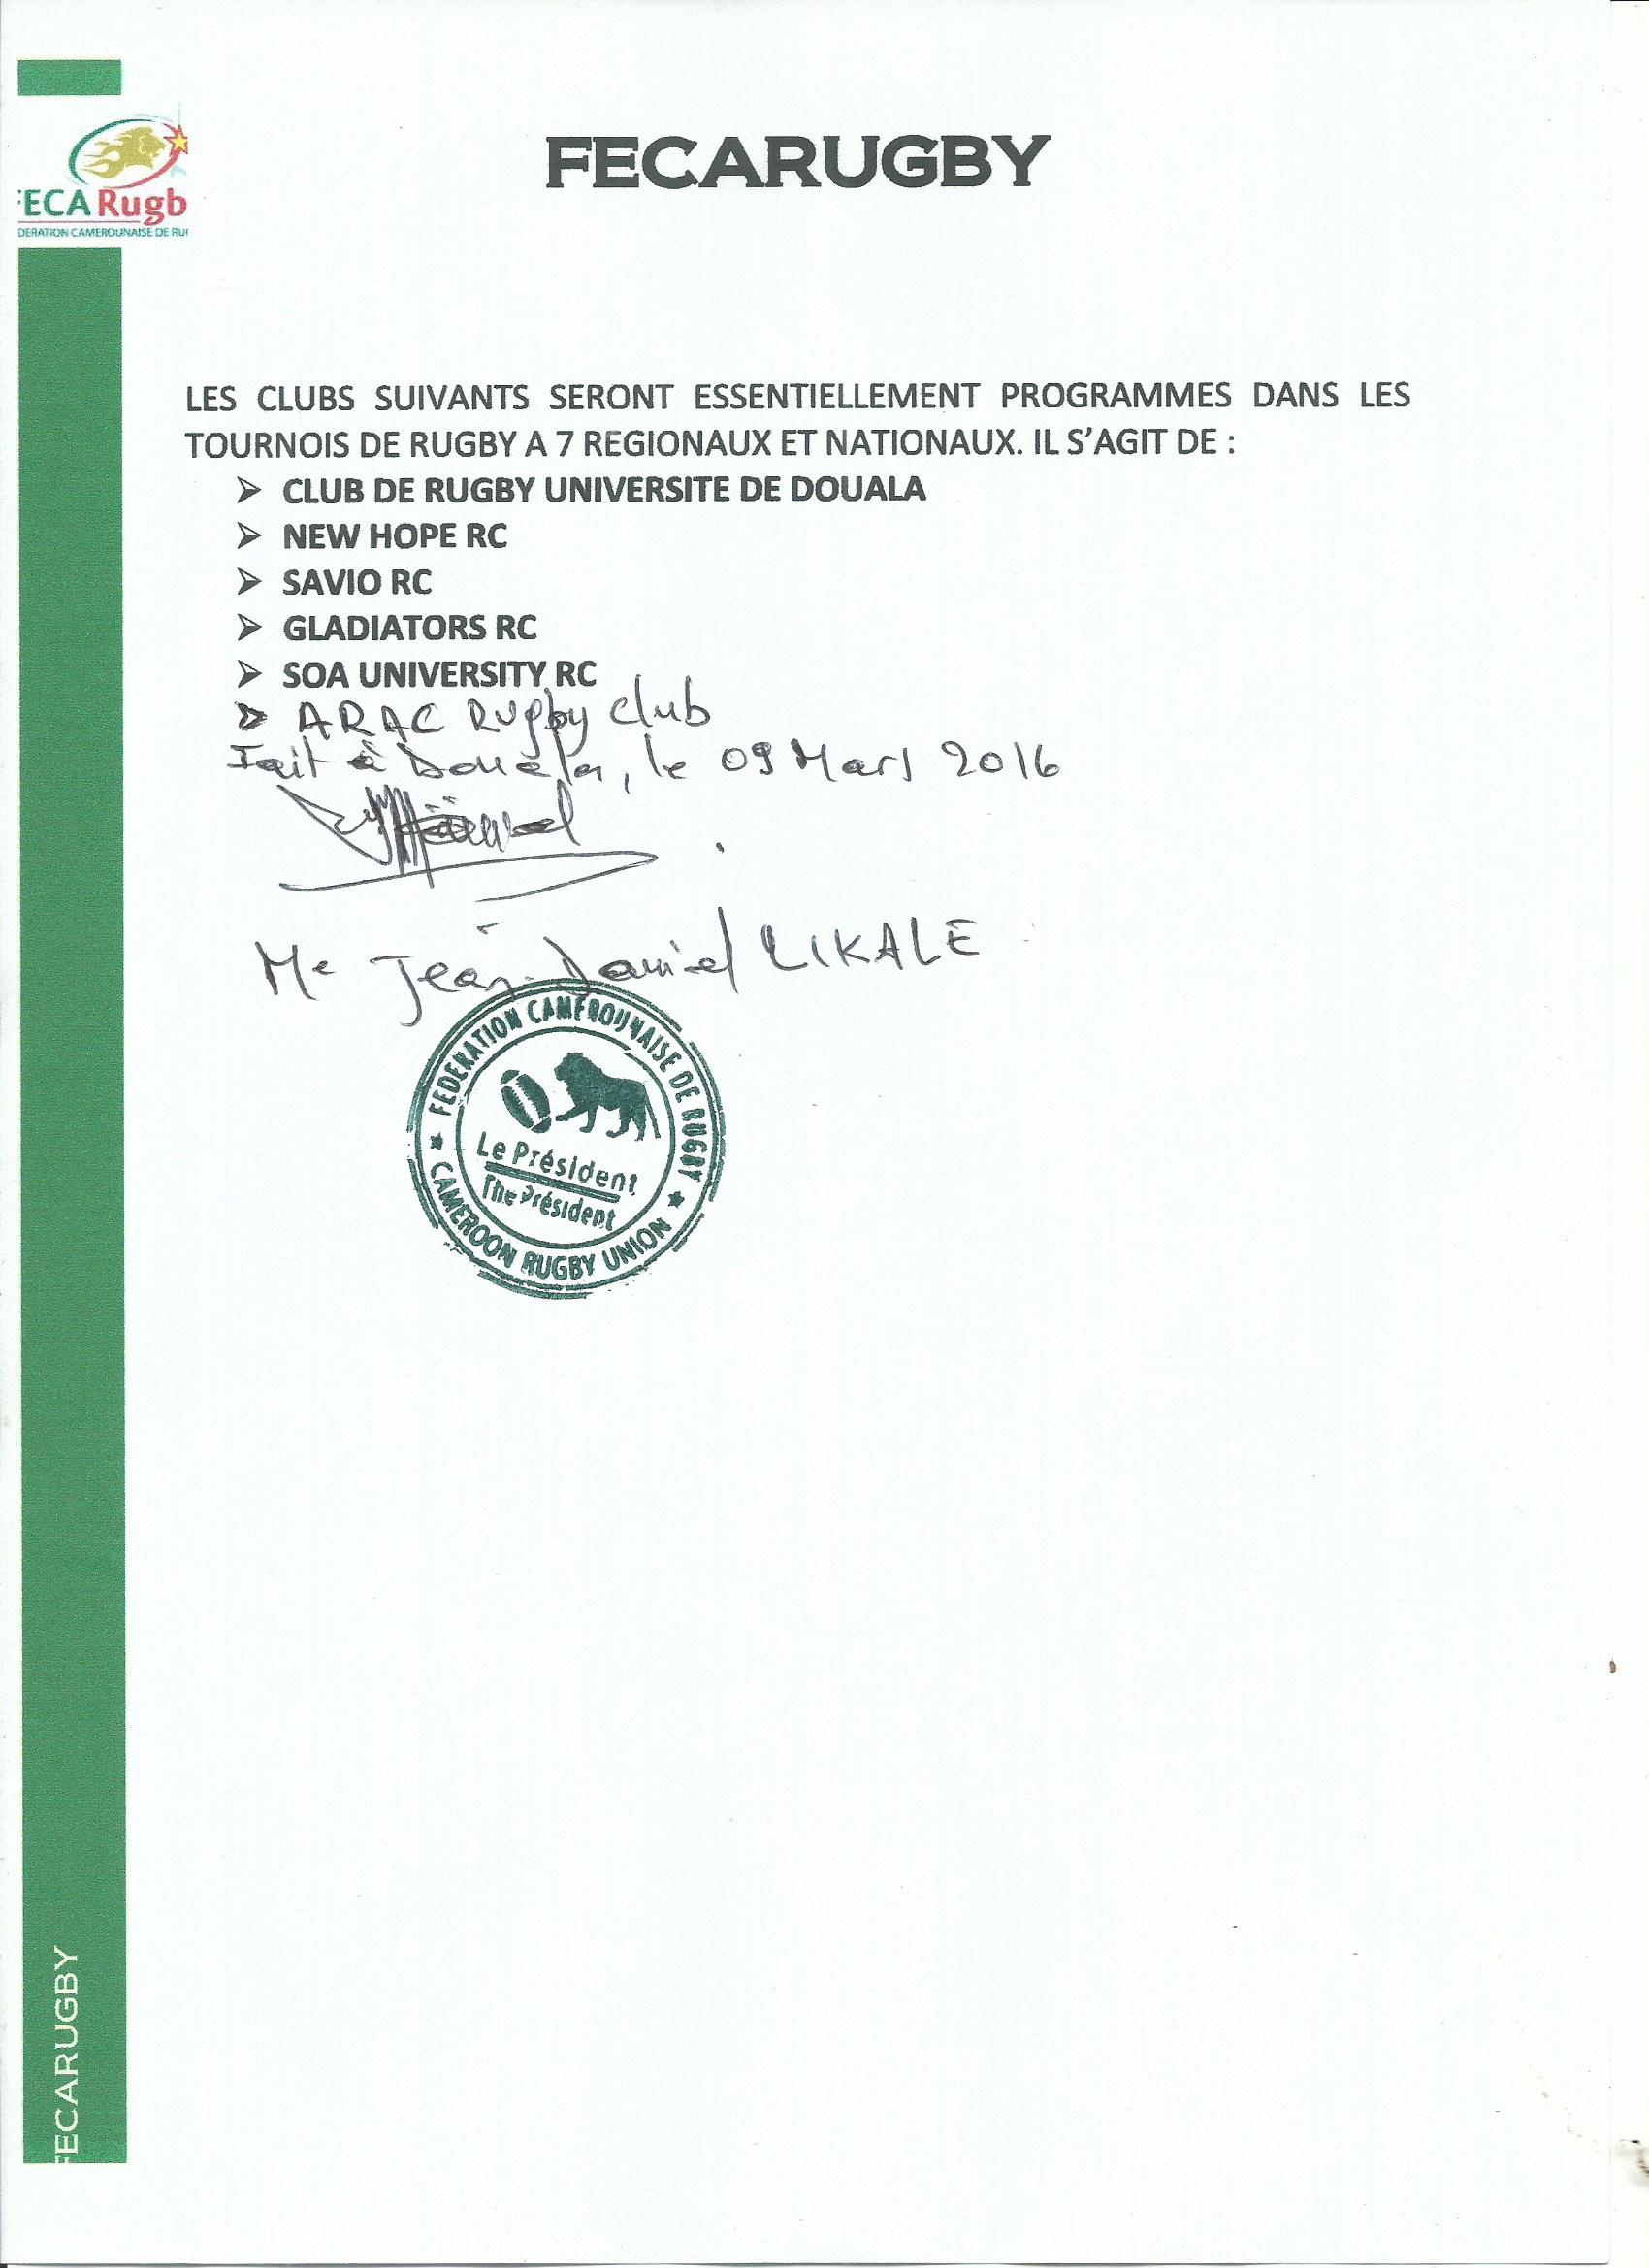 ECA Rugb
DERATION CAMEROUNAISE DE RU
FECARUGBY
LES CLUBS SUIVANTS SERONT ESSENTIELLEMENT PROGRAMMES DANS LES
TOURNOIS DE RUGBY A 7 REGIONAUX ET NATIONAUX. IL S'AGIT DE :
➢ CLUB DE RUGBY UNIVERSITE DE DOUALA
➢ NEW HOPE RC
➢ SAVIO RC
➢ GLADIATORS RC
➢ SOA UNIVERSITY RC
➢ ARAC Rugby club
Fait à Douala, le 09 Mars 2016
Me Jean-Daniel LIKALE
FEDERATION CAMEROUNAISE DE RUGBY
Le Président
The Président
CAMEROON RUGBY UNION
FECARUGBY